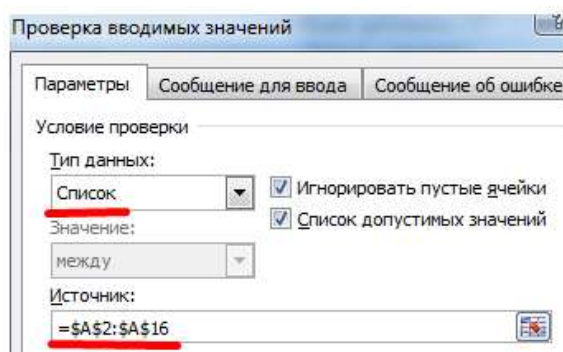 Проверка вводимых значений
Параметры Сообщение для ввода Сообщение об ошибке
Условие проверки
Тип данных:
Список
Игнорировать пустые ячейки
Список допустимых значений
Значение:
между
Источник:
=$A$2:$A$16